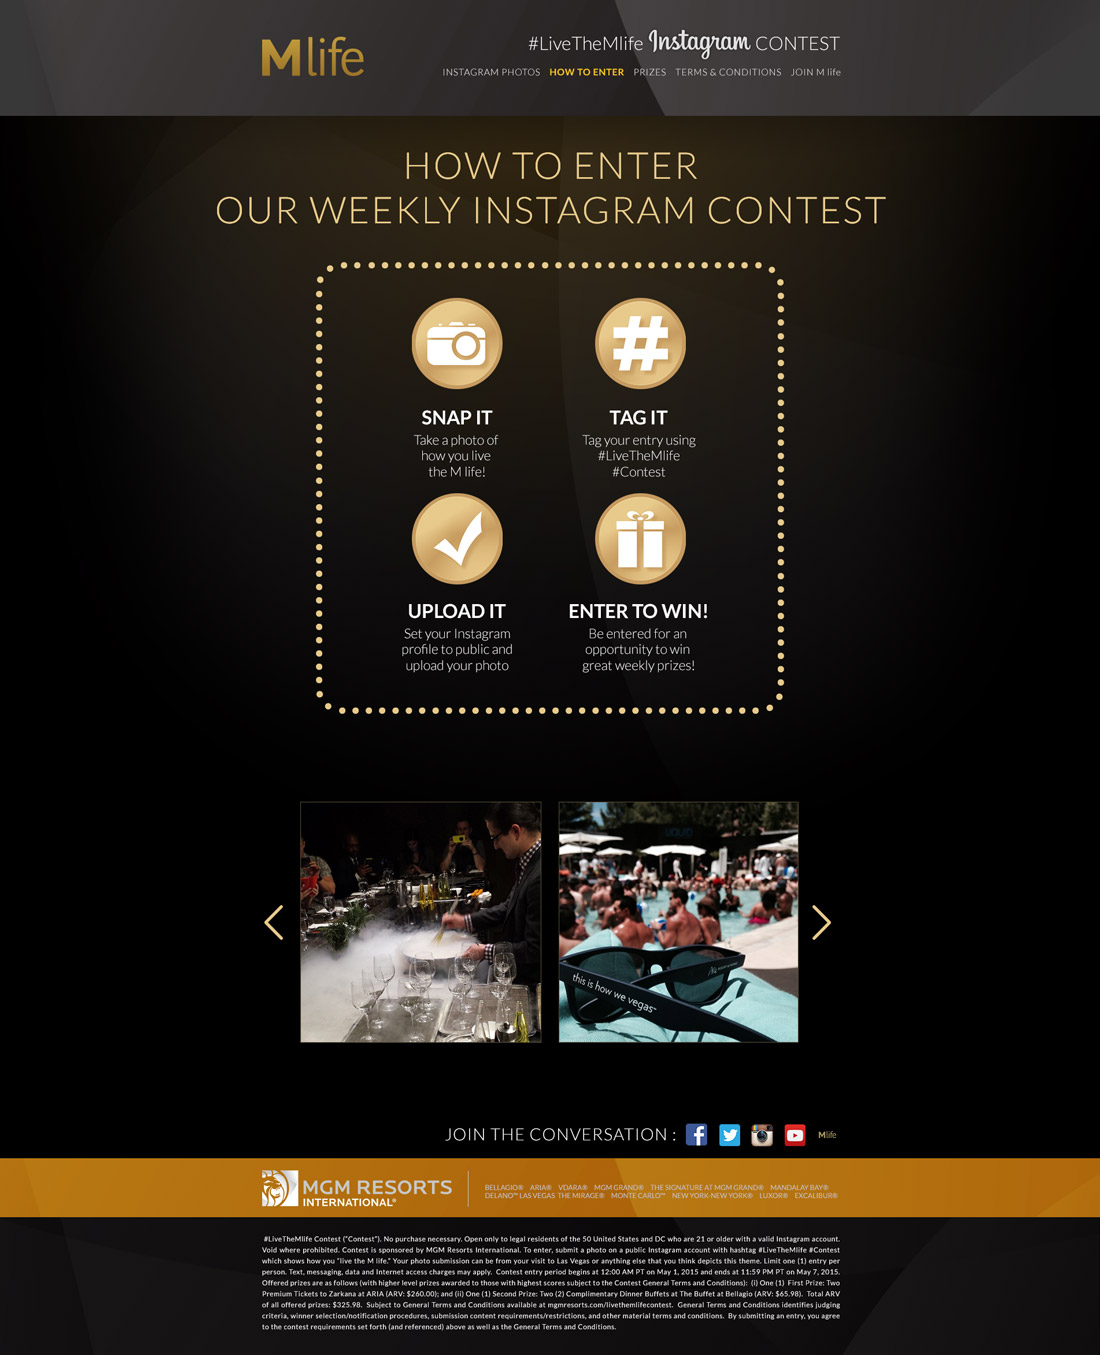 M life
#LiveTheMlife Instagram CONTEST
INSTAGRAM PHOTOS HOW TO ENTER PRIZES TERMS & CONDITIONS JOIN M life
HOW TO ENTER
OUR WEEKLY INSTAGRAM CONTEST
SNAP IT
Take a photo of
how you live
the M life!
TAG IT
Tag your entry using
#LiveTheMlife
#Contest
UPLOAD IT
Set your Instagram
profile to public and
upload your photo
ENTER TO WIN!
Be entered for an
opportunity to win
great weekly prizes!
LIQUID
this is how we vegas™
JOIN THE CONVERSATION :
Mlife
MGM RESORTS
INTERNATIONAL®
BELLAGIO® ARIA® VDARA® MGM GRAND® THE SIGNATURE AT MGM GRAND® MANDALAY BAY®
DELANO™ LAS VEGAS THE MIRAGE® MONTE CARLO™ NEW YORK-NEW YORK® LUXOR® EXCALIBUR®
#LiveTheMlife Contest ("Contest"). No purchase necessary. Open only to legal residents of the 50 United States and DC who are 21 or older with a valid Instagram account.
Void where prohibited. Contest is sponsored by MGM Resorts International. To enter, submit a photo on a public Instagram account with hashtag #LiveTheMlife #Contest
which shows how you "live the M life." Your photo submission can be from your visit to Las Vegas or anything else that you think depicts this theme. Limit one (1) entry per
person. Text, messaging, data and Internet access charges may apply. Contest entry period begins at 12:00 AM PT on May 1, 2015 and ends at 11:59 PM PT on May 7, 2015.
Offered prizes are as follows (with higher level prizes awarded to those with highest scores subject to the Contest General Terms and Conditions): (i) One (1) First Prize: Two
Premium Tickets to Zarkana at ARIA (ARV: $260.00); and (ii) One (1) Second Prize: Two (2) Complimentary Dinner Buffets at The Buffet at Bellagio (ARV: $65.98). Total ARV
of all offered prizes: $325.98. Subject to General Terms and Conditions available at mgmresorts.com/livethemlifecontest. General Terms and Conditions identifies judging
criteria, winner selection/notification procedures, submission content requirements/restrictions, and other material terms and conditions. By submitting an entry, you agree
to the contest requirements set forth (and referenced) above as well as the General Terms and Conditions.